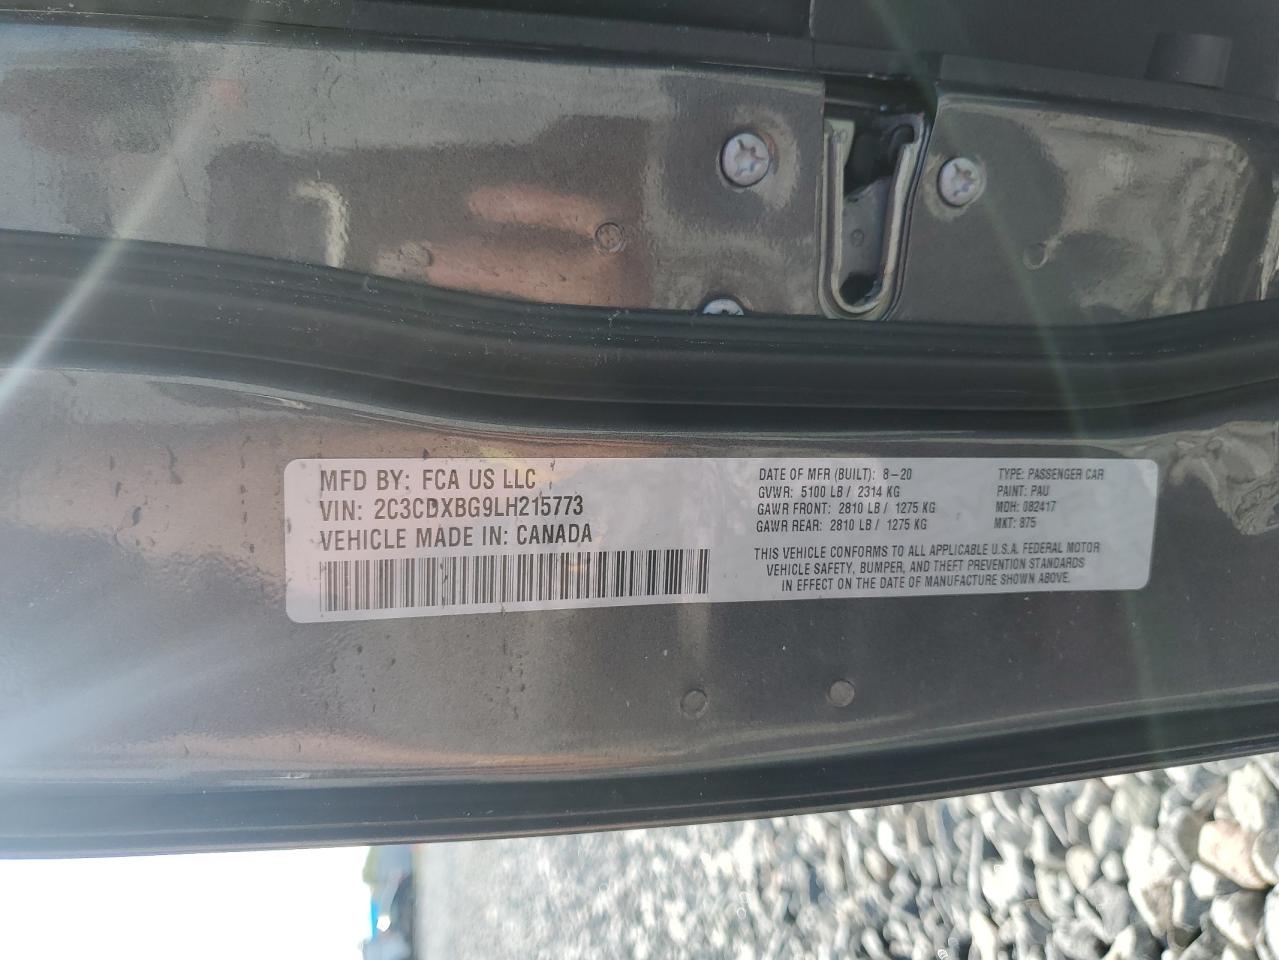 MFD BY: FCA US LLC
VIN: 2C3CDXBG9LH215773
VEHICLE MADE IN: CANADA
DATE OF MFR (BUILT): 8-20
GVWR: 5100 LB / 2314 KG
GAWR FRONT: 2810 LB / 1275 KG
GAWR REAR: 2810 LB / 1275 KG
TYPE: PASSENGER CAR
PAINT: PAU
MDH: 082417
MKT: 875
THIS VEHICLE CONFORMS TO ALL APPLICABLE U.S.A. FEDERAL MOTOR
VEHICLE SAFETY, BUMPER, AND THEFT PREVENTION STANDARDS
IN EFFECT ON THE DATE OF MANUFACTURE SHOWN ABOVE.